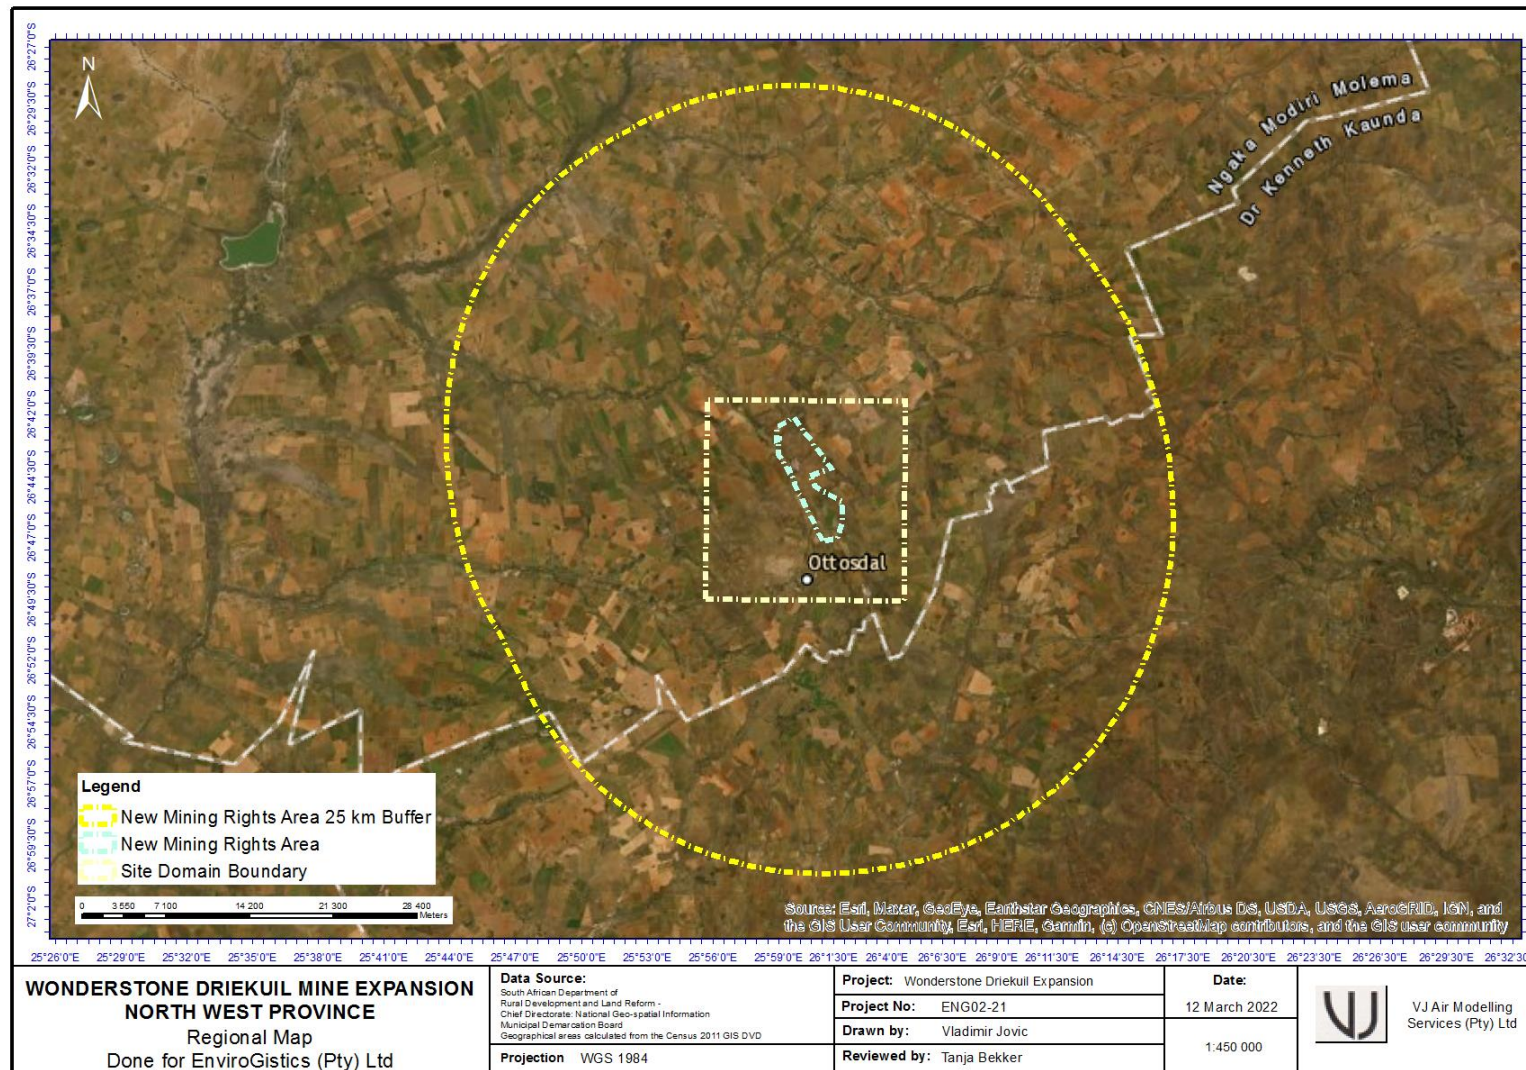 26°27'0"S
26°29'30"S
26°32'0"S
26°34'30"S
26°37'0"S
26°39'30"S
26°42'0"S
26°44'30"S
26°47'0"S
26°49'30"S
26°52'0"S
26°54'30"S
26°57'0"S
26°59'30"S
27°2'0"S
N
Ngaka Modiri Molema
Dr Kenneth Kaunda
Ottosdal
Legend
New Mining Rights Area 25 km Buffer
New Mining Rights Area
Site Domain Boundary
0 3 550 7 100 14 200 21 300 28 400
Meters
Source: Esri, Maxar, GeoEye, Earthstar Geographics, CNES/Airbus DS, USDA, USGS, AeroGRID, IGN, and
the GIS User Community, Esri, HERE, Garmin, (c) OpenStreetMap contributors, and the GIS user community
25°26'0"E 25°29'0"E 25°32'0"E 25°35'0"E 25°38'0"E 25°41'0"E 25°44'0"E 25°47'0"E 25°50'0"E 25°53'0"E 25°56'0"E 25°59'0"E 26°1'30"E 26°4'0"E 26°6'30"E 26°9'0"E 26°11'30"E 26°14'30"E 26°17'30"E 26°20'30"E 26°23'30"E 26°26'30"E 26°29'30"E 26°32'30
WONDERSTONE DRIEKUIL MINE EXPANSION
NORTH WEST PROVINCE
Regional Map
Done for EnviroGistics (Pty) Ltd
Data Source:
South African Department of
Rural Development and Land Reform -
Chief Directorate: National Geo-spatial Information
Municipal Demarcation Board
Geographical areas calculated from the Census 2011 GIS DVD
Projection WGS 1984
Project: Wonderstone Driekuil Expansion
Project No: ENG02-21
Drawn by: Vladimir Jovic
Reviewed by: Tanja Bekker
Date:
12 March 2022
1:450 000
VJ
VJ Air Modelling
Services (Pty) Ltd